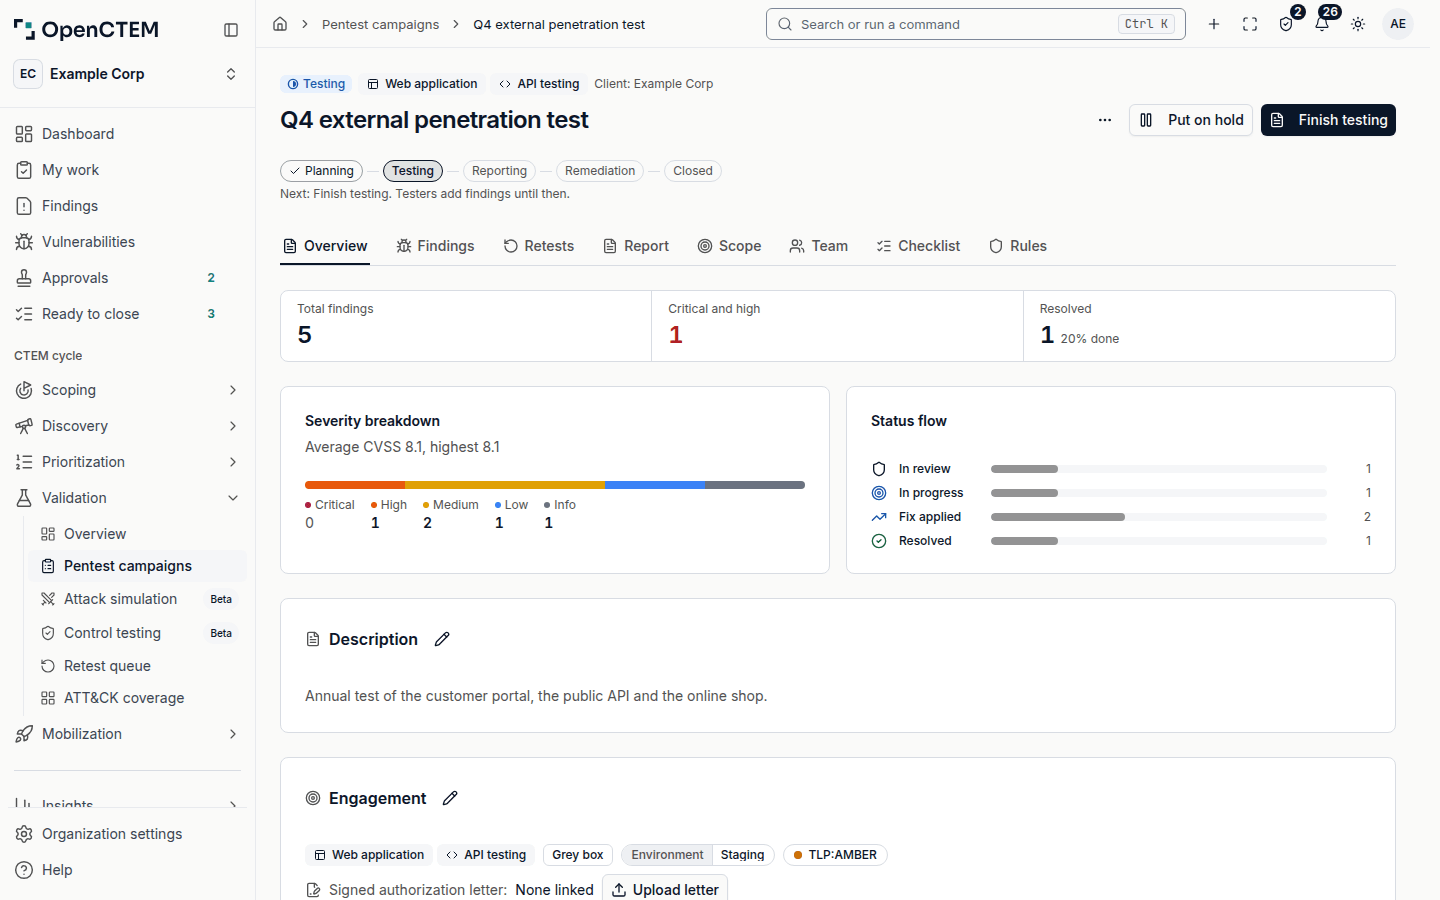 OpenCTEM
EC Example Corp
Dashboard
My work
Findings
Vulnerabilities
Approvals 2
Ready to close 3
CTEM cycle
Scoping
Discovery
Prioritization
Validation
Overview
Pentest campaigns
Attack simulation Beta
Control testing Beta
Retest queue
ATT&CK coverage
Mobilization
Insights
Organization settings
Help
Pentest campaigns Q4 external penetration test
Search or run a command Ctrl K
2 26 AE
Testing Web application API testing Client: Example Corp
Q4 external penetration test
Put on hold Finish testing
Planning Testing Reporting Remediation Closed
Next: Finish testing. Testers add findings until then.
Overview Findings Retests Report Scope Team Checklist Rules
Total findings
5
Critical and high
1
Resolved
1 20% done
Severity breakdown
Average CVSS 8.1, highest 8.1
Critical High Medium Low Info
0 1 2 1 1
Status flow
In review 1
In progress 1
Fix applied 2
Resolved 1
Description
Annual test of the customer portal, the public API and the online shop.
Engagement
Web application API testing Grey box Environment Staging TLP:AMBER
Signed authorization letter: None linked Upload letter